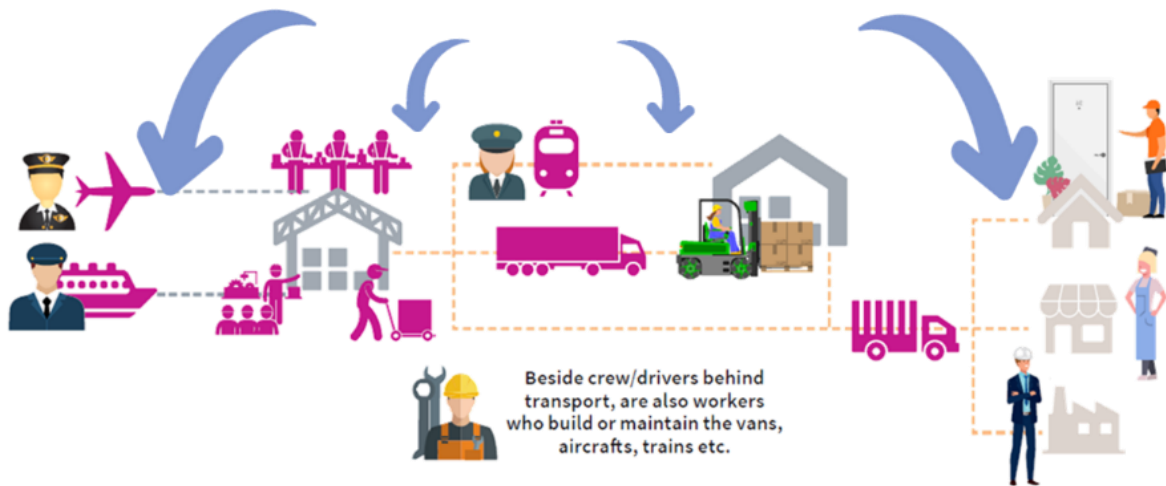 Beside crew/drivers behind
transport, are also workers
who build or maintain the vans,
aircrafts, trains etc.